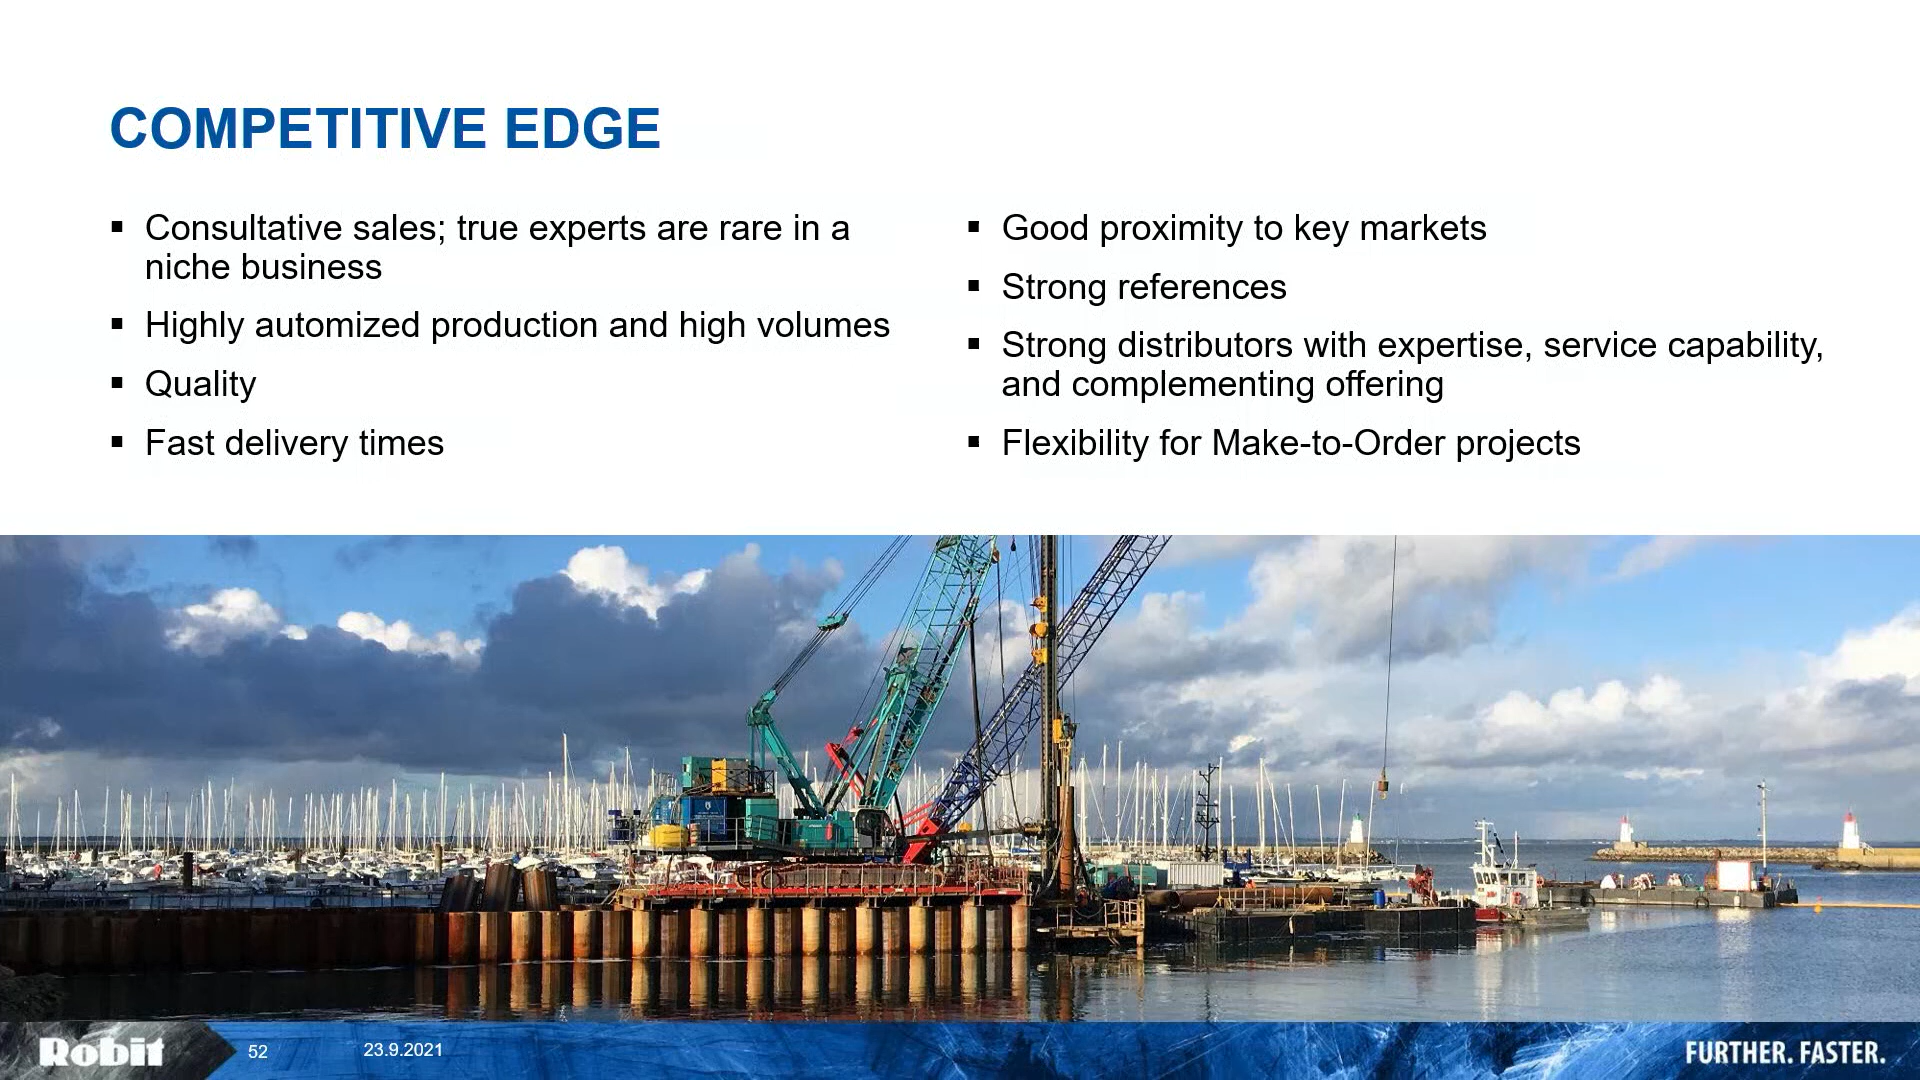 COMPETITIVE EDGE
▪ Consultative sales; true experts are rare in a
niche business
▪ Highly automized production and high volumes
▪ Quality
▪ Fast delivery times
▪ Good proximity to key markets
▪ Strong references
▪ Strong distributors with expertise, service capability,
and complementing offering
▪ Flexibility for Make-to-Order projects
Robit
52
23.9.2021
FURTHER. FASTER.